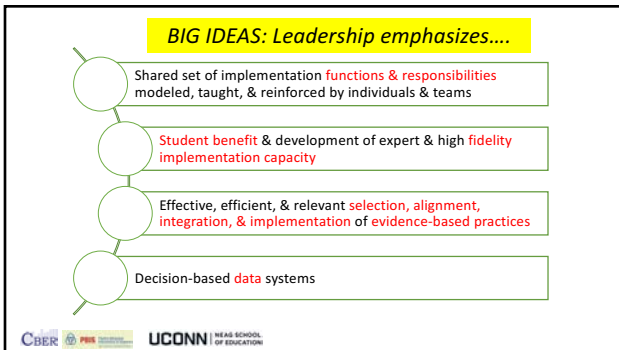 BIG IDEAS: Leadership emphasizes....
Shared set of implementation functions & responsibilities
modeled, taught, & reinforced by individuals & teams
Student benefit & development of expert & high fidelity
implementation capacity
Effective, efficient, & relevant selection, alignment,
integration, & implementation of evidence-based practices
Decision-based data systems
CBER
PBIS
UCONN
NEAG SCHOOL
OF EDUCATION